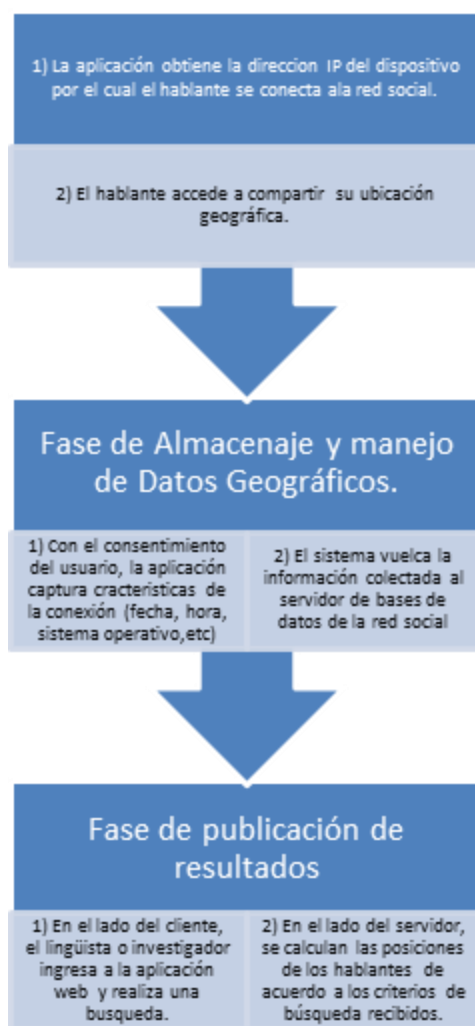 1) La aplicación obtiene la direccion IP del dispositivo
por el cual el hablante se conecta ala red social.
2) El hablante accede a compartir su ubicación
geográfica.
Fase de Almacenaje y manejo
de Datos Geográficos.
1) Con el consentimiento
del usuario, la aplicación
captura cracteristicas de
la conexión (fecha, hora,
sistema operativo,etc)
2) El sistema vuelca la
información colectada al
servidor de bases de
datos de la red social
Fase de publicación de
resultados
1) En el lado del cliente,
el lingüista o investigador
ingresa a la aplicación
web y realiza una
busqueda.
2) En el lado del servidor,
se calculan las posiciones
de los hablantes de
acuerdo a los criterios de
búsqueda recibidos.